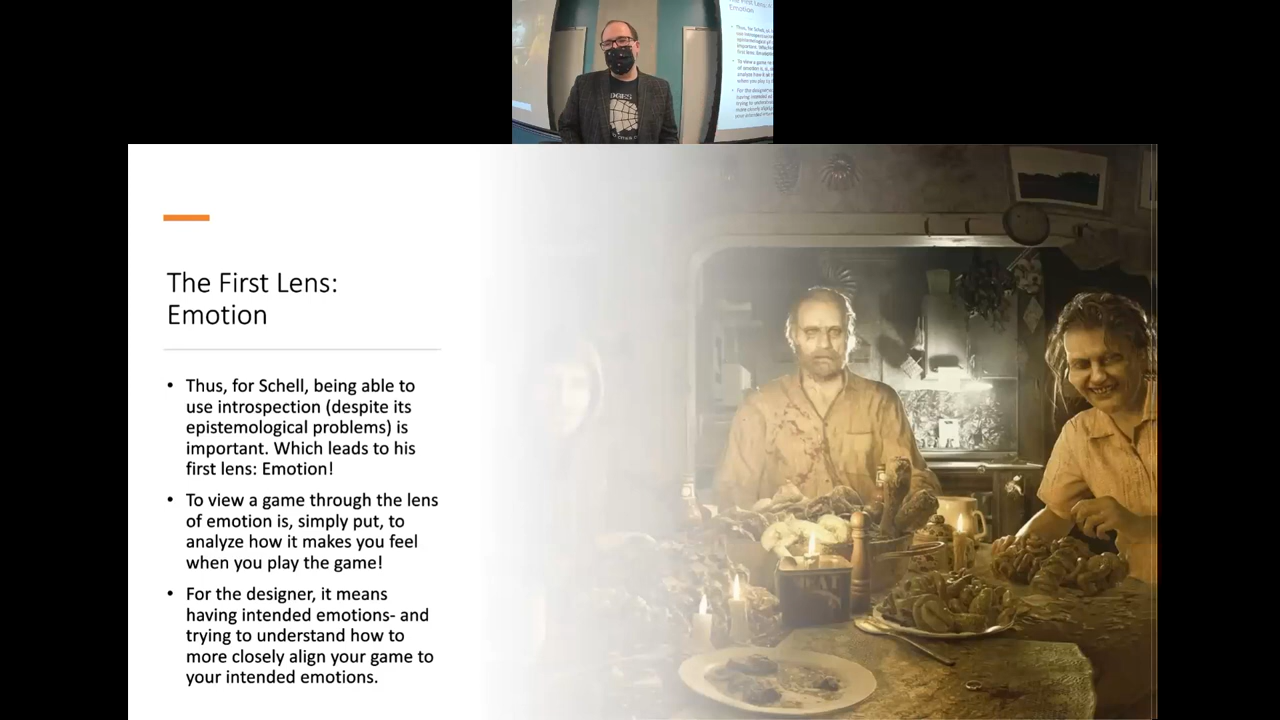 The First Lens:
Emotion
• Thus, for Schell, being able to
use introspection (despite its
epistemological problems) is
important. Which leads to his
first lens: Emotion!
• To view a game through the lens
of emotion is, simply put, to
analyze how it makes you feel
when you play the game!
• For the designer, it means
having intended emotions- and
trying to understand how to
more closely align your game to
your intended emotions.